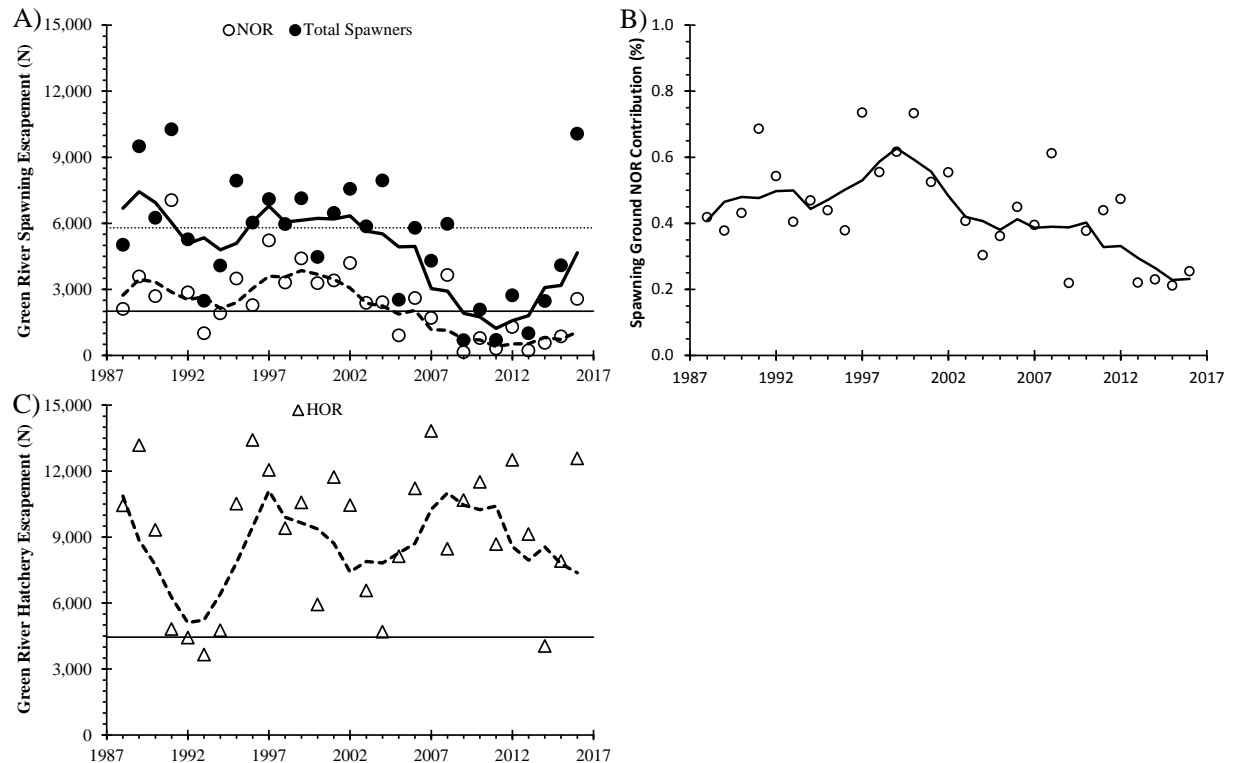 A)
Green River Spawning Escapement (N)
NOR Total Spawners
15,000
12,000
9,000
6,000
3,000
0
1987 1992 1997 2002 2007 2012 2017
B)
Spawning Ground NOR Contribution (%)
1.0
0.8
0.6
0.4
0.2
0.0
1987 1992 1997 2002 2007 2012 2017
C)
Green River Hatchery Escapement (N)
HOR
15,000
12,000
9,000
6,000
3,000
0
1987 1992 1997 2002 2007 2012 2017